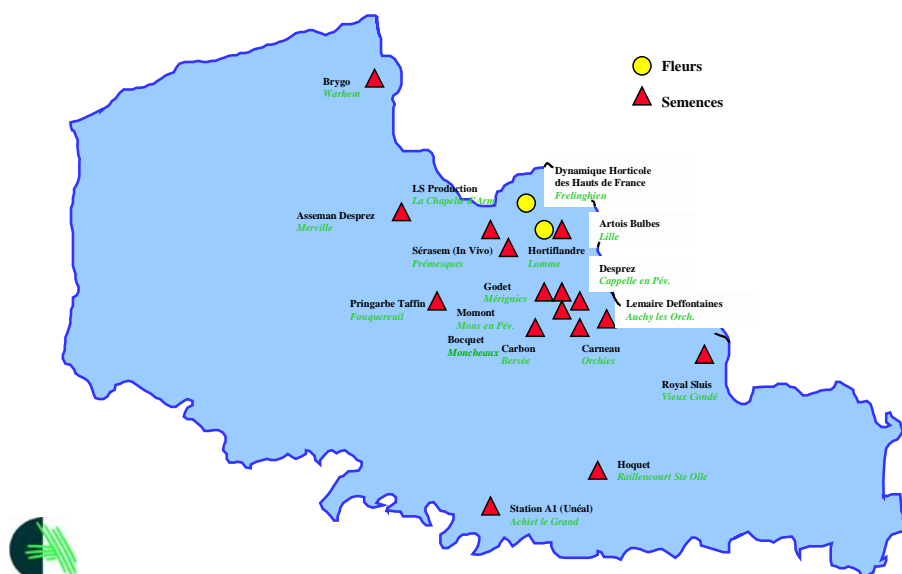 Fleurs
Semences
Brygo
Warhem
Dynamique Horticole
des Hauts de France
Frelinghien
LS Production
La Chapelle d'Arm
Asseman Desprez
Merville
Artois Bulbes
Lille
Sérasem (In Vivo)
Prémesques
Hortiflandre
Lomme
Desprez
Cappelle en Pév.
Godet
Mérignies
Lemaire Deffontaines
Auchy les Orch.
Pringarbe Taffin
Fouquereuil
Momont
Mons en Pév.
Bocquet
Moncheaux
Carbon
Bersée
Carneau
Orchies
Royal Sluis
Vieux Condé
Hoquet
Raillencourt Ste Olle
Station A1 (Unéal)
Achiet le Grand